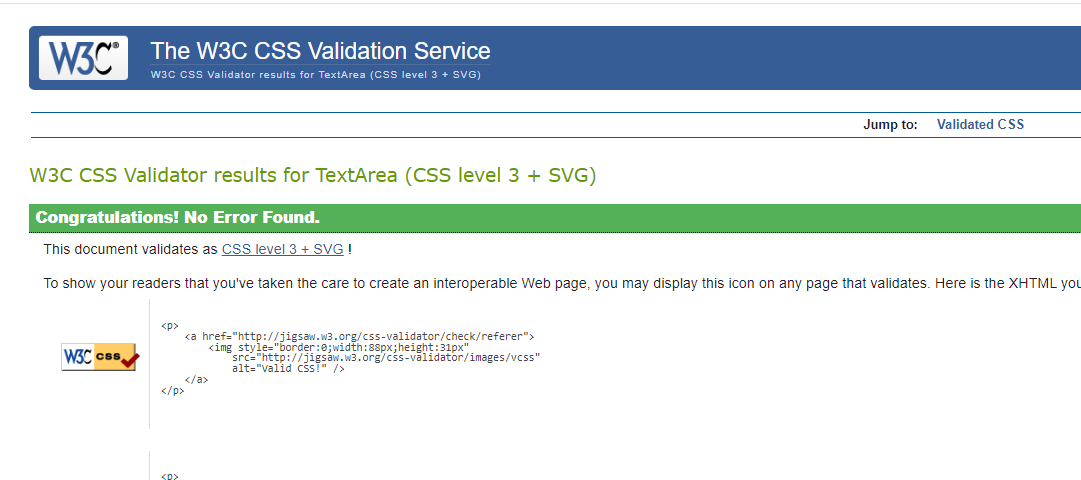 W3C®
The W3C CSS Validation Service
W3C CSS Validator results for TextArea (CSS level 3 + SVG)
Jump to: Validated CSS
W3C CSS Validator results for TextArea (CSS level 3 + SVG)
Congratulations! No Error Found.
This document validates as CSS level 3 + SVG !
To show your readers that you've taken the care to create an interoperable Web page, you may display this icon on any page that validates. Here is the XHTML you
W3C css
<p>
<a href="http://jigsaw.w3.org/css-validator/check/referer">
<img style="border:0;width:88px;height:31px"
src="http://jigsaw.w3.org/css-validator/images/vcss"
alt="Valid CSS!" />
</a>
</p>
<p>